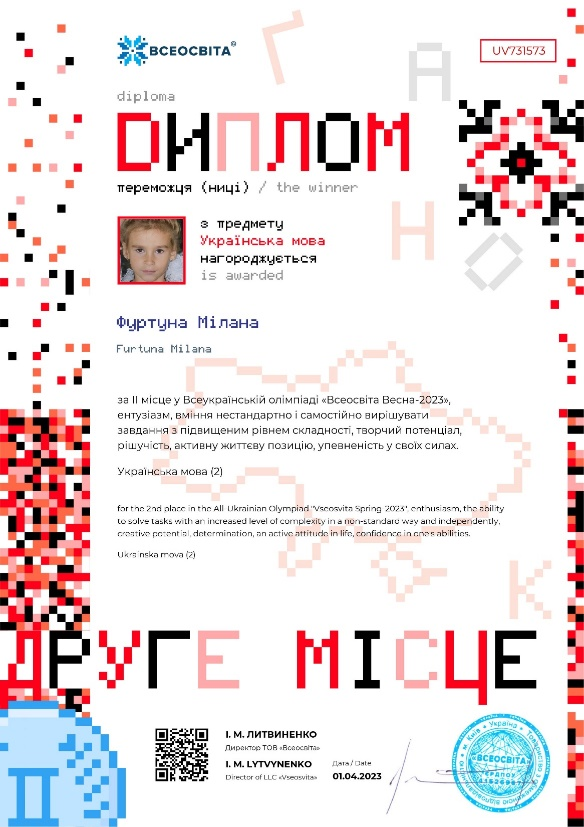 ВСЕОСВІТА®
UV731573
diploma
ДИПЛОМ
переможця (ниці) / the winner
з предмету
Українська мова
нагороджується
is awarded
Фуртуна Мілана
Furtuna Milana
за ІІ місце у Всеукраїнській олімпіаді «Всеосвіта Весна-2023»,
ентузіазм, вміння нестандартно і самостійно вирішувати
завдання з підвищеним рівнем складності, творчий потенціал,
рішучість, активну життєву позицію, упевненість у своїх силах.
Українська мова (2)
for the 2nd place in the All-Ukrainian Olympiad "Vseosvita Spring-2023", enthusiasm, the ability
to solve tasks with an increased level of complexity in a non-standard way and independently,
creative potential, determination, an active attitude in life, confidence in one's abilities.
Ukrainska mova (2)
ДРУГЕ МІСЦЕ
І. М. ЛИТВИНЕНКО
Директор ТОВ «Всеосвіта»
I. M. LYTVYNENKO
Director of LLC «Vseosvita»
Дата / Date
01.04.2023
II
«ВСЕОСВІТА»